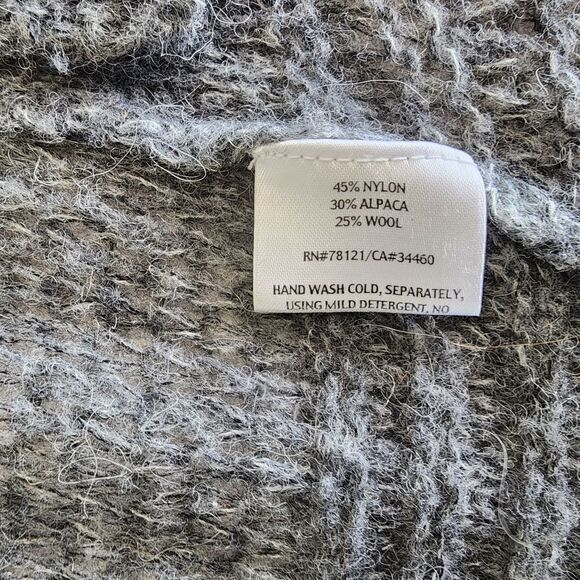 45% NYLON
30% ALPACA
25% WOOL
RN#78121/CA#34460
HAND WASH COLD, SEPARATELY,
USING MILD DETERGENT, NO